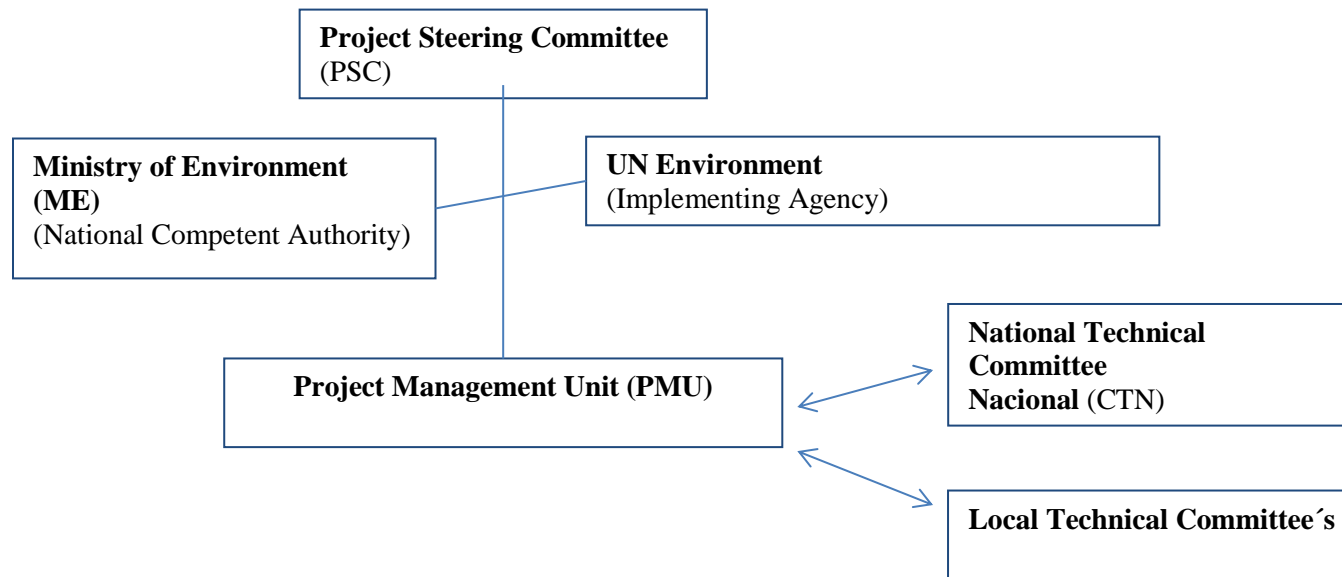 Project Steering Committee
(PSC)
Ministry of Environment
(ME)
(National Competent Authority)
UN Environment
(Implementing Agency)
Project Management Unit (PMU)
National Technical
Committee
Nacional (CTN)
Local Technical Committee´s